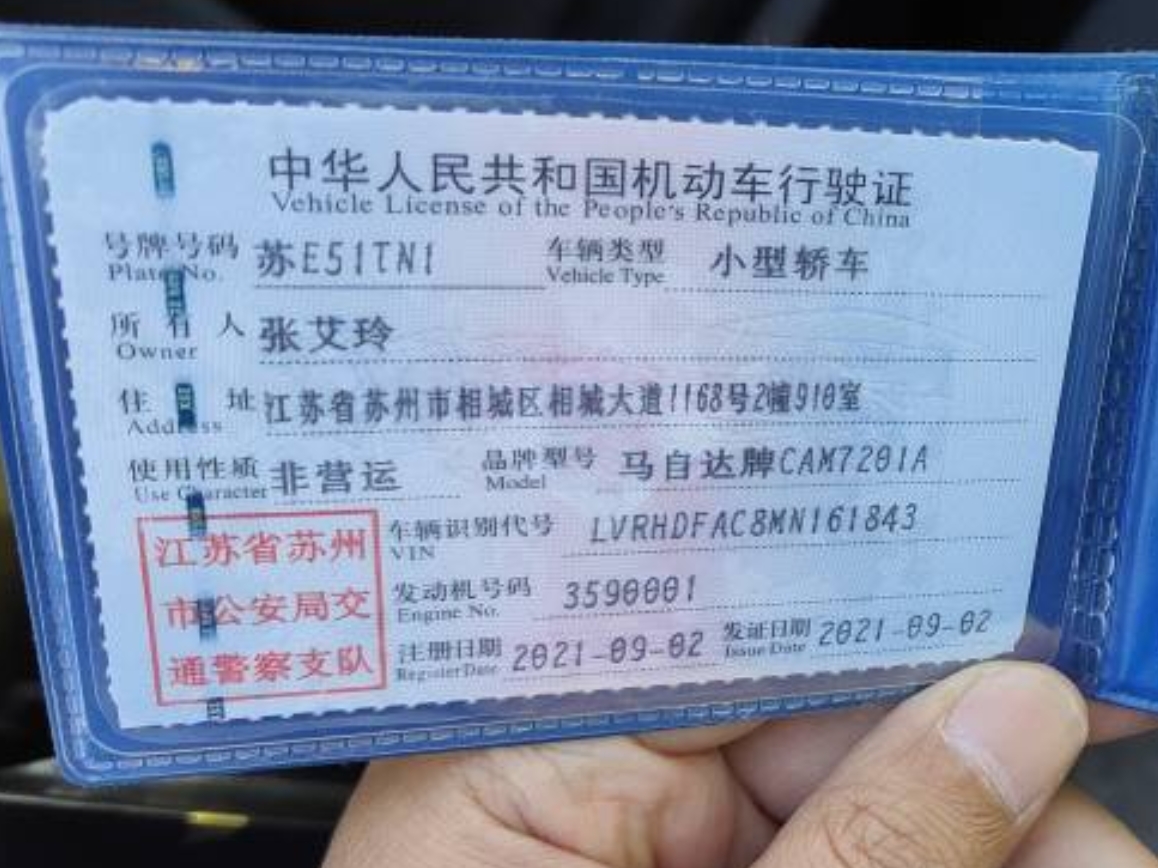 中华人民共和国机动车行驶证
Vehicle License of the People's Republic of China
号牌号码 苏E51TN1 车辆类型 小型轿车
Plate No. Vehicle Type
所有人 张艾玲
Owner
住址 江苏省苏州市相城区相城大道1168号2幢910室
Address
使用性质 非营运 品牌型号 马自达牌CAM7201A
Use Character Model
江苏省苏州
市公安局交
通警察支队
车辆识别代号 LVRHDFAC8MN161843
VIN
发动机号码 3590001
Engine No.
注册日期 2021-09-02 发证日期 2021-09-02
Register Date Issue Date